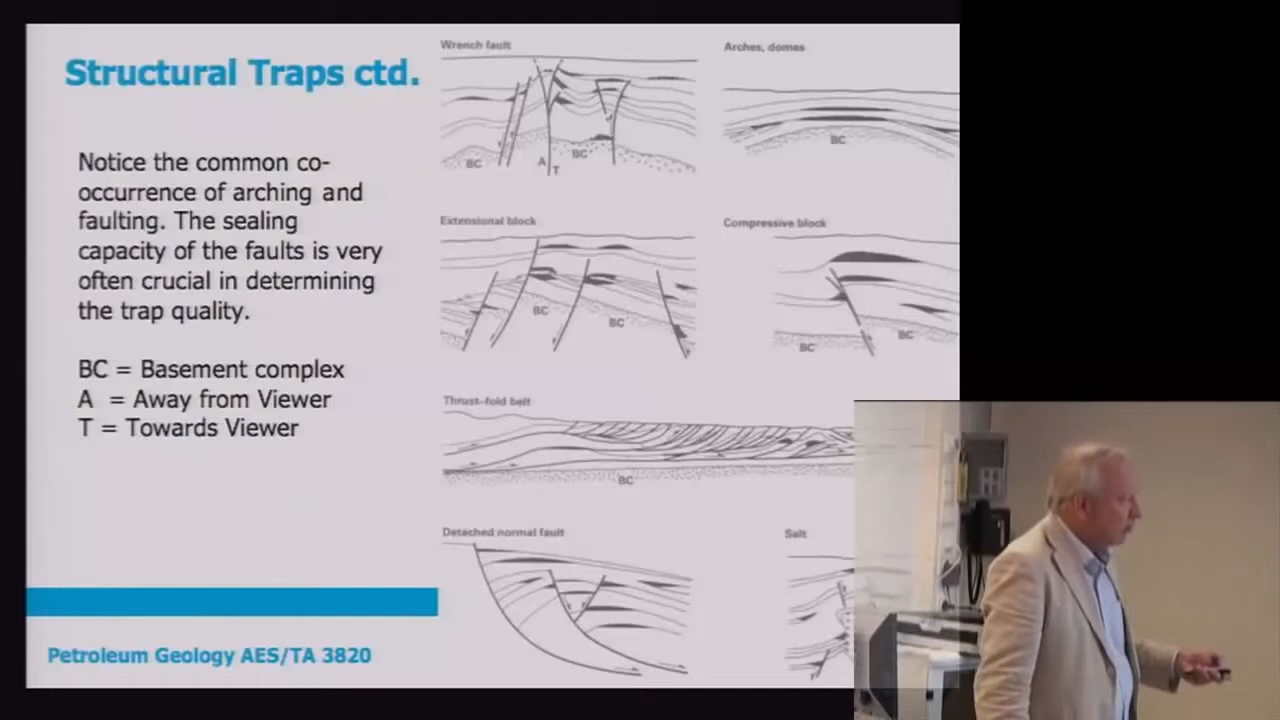 Structural Traps ctd.
Notice the common co-
occurrence of arching and
faulting. The sealing
capacity of the faults is very
often crucial in determining
the trap quality.
BC = Basement complex
A = Away from Viewer
T = Towards Viewer
Petroleum Geology AES/TA 3820
Wrench fault
BC
A
T
BC
Arches, domes
BC
Extensional block
BC
BC
Compressive block
BC
BC
Thrust-fold belt
BC
Detached normal fault
Salt